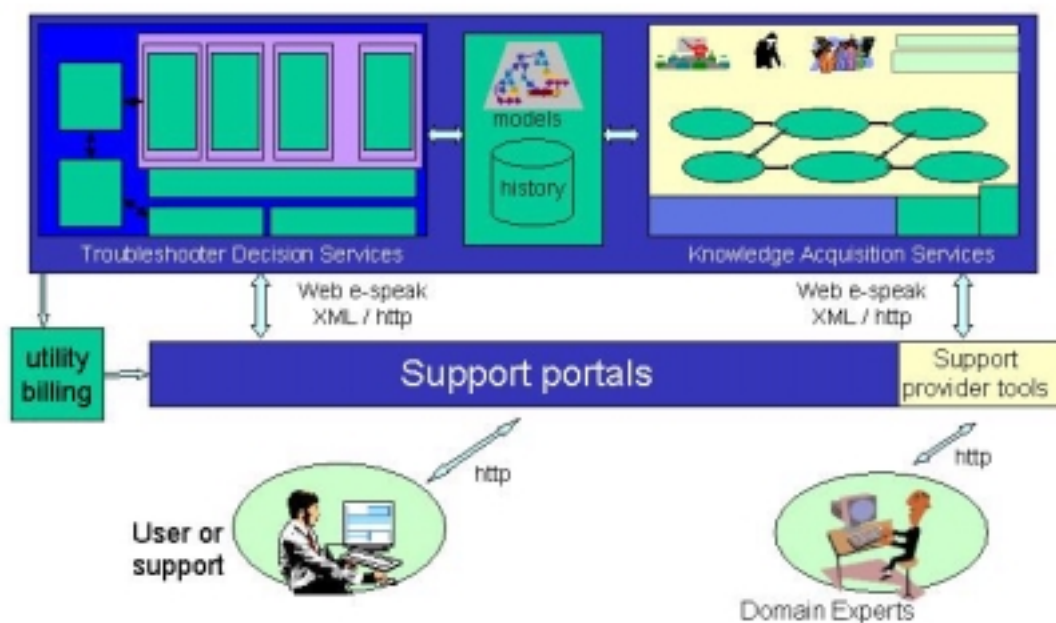 models
history
Troubleshooter Decision Services
Knowledge Acquisition Services
Web e-speak
XML / http
Web e-speak
XML / http
utility
billing
Support portals
Support
provider tools
http
http
User or
support
Domain Experts